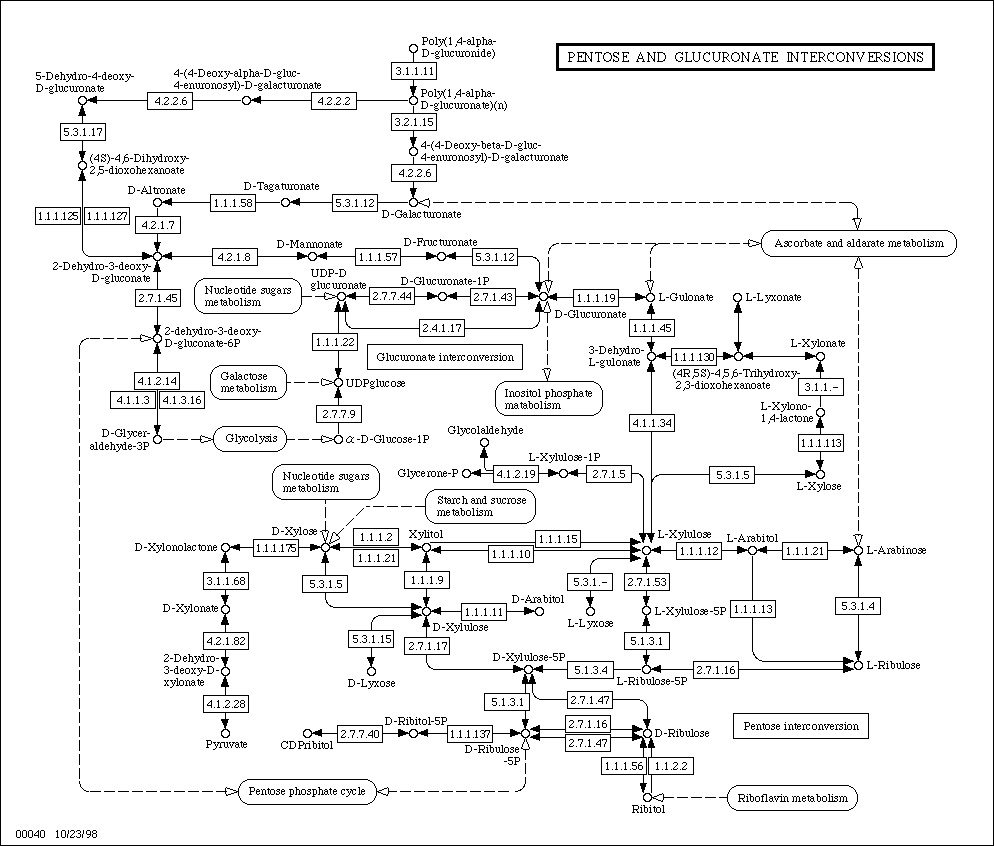 PENTOSE AND GLUCURONATE INTERCONVERSIONS
Poly(1,4-alpha-
D-glucuronide)
3.1.1.11
5-Dehydro-4-deoxy-
D-glucuronate
4-(4-Deoxy-alpha-D-gluc-
4-enuronosyl)-D-galacturonate
4.2.2.6
4.2.2.2
Poly(1,4-alpha-
D-glucuronate)(n)
3.2.1.15
5.3.1.17
4-(4-Deoxy-beta-D-gluc-
4-enuronosyl)-D-galacturonate
(4S)-4,6-Dihydroxy-
2,5-dioxohexanoate
4.2.2.6
D-Altronate
D-Tagaturonate
1.1.1.58
5.3.1.12
D-Galacturonate
1.1.1.125
1.1.1.127
4.2.1.7
Ascorbate and aldarate metabolism
2-Dehydro-3-deoxy-
D-gluconate
4.2.1.8
D-Mannonate
1.1.1.57
D-Fructuronate
5.3.1.12
UDP-D
glucuronate
D-Glucuronate-1P
2.7.1.45
Nucleotide sugars
metabolism
2.7.7.44
2.7.1.43
D-Glucuronate
1.1.1.19
L-Gulonate
L-Lyxonate
2.4.1.17
1.1.1.45
2-dehydro-3-deoxy-
D-gluconate-6P
1.1.1.22
Glucuronate interconversion
3-Dehydro-
L-gulonate
1.1.1.130
L-Xylonate
(4R,5S)-4,5,6-Trihydroxy-
2,3-dioxohexanoate
4.1.2.14
4.1.1.3
4.1.3.16
Galactose
metabolism
UDPglucose
Inositol phosphate
matabolism
3.1.1.-
L-Xylono-
1,4-lactone
2.7.7.9
4.1.1.34
D-Glycer-
aldehyde-3P
Glycolysis
α-D-Glucose-1P
Glycolaldehyde
1.1.1.113
L-Xylulose-1P
Glycerone-P
4.1.2.19
2.7.1.5
5.3.1.5
L-Xylose
Nucleotide sugars
metabolism
Starch and sucrose
metabolism
D-Xylose
1.1.1.2
Xylitol
1.1.1.15
L-Xylulose
L-Arabitol
D-Xylonolactone
1.1.1.175
1.1.1.21
1.1.1.10
1.1.1.12
1.1.1.21
L-Arabinose
3.1.1.68
5.3.1.5
1.1.1.9
5.3.1.-
2.7.1.53
D-Arabitol
D-Xylonate
1.1.1.11
L-Lyxose
L-Xylulose-5P
1.1.1.13
5.3.1.4
D-Xylulose
4.2.1.82
5.3.1.15
2.7.1.17
5.1.3.1
2-Dehydro-
3-deoxy-D-
xylonate
D-Xylulose-5P
5.1.3.4
2.7.1.16
L-Ribulose
D-Lyxose
L-Ribulose-5P
4.1.2.28
5.1.3.1
2.7.1.47
D-Ribitol-5P
2.7.1.16
Pentose interconversion
Pyruvate
CDPribitol
2.7.7.40
1.1.1.137
D-Ribulose
-5P
2.7.1.47
D-Ribulose
1.1.1.56
1.1.2.2
Pentose phosphate cycle
Ribitol
Riboflavin metabolism
00040 10/23/98